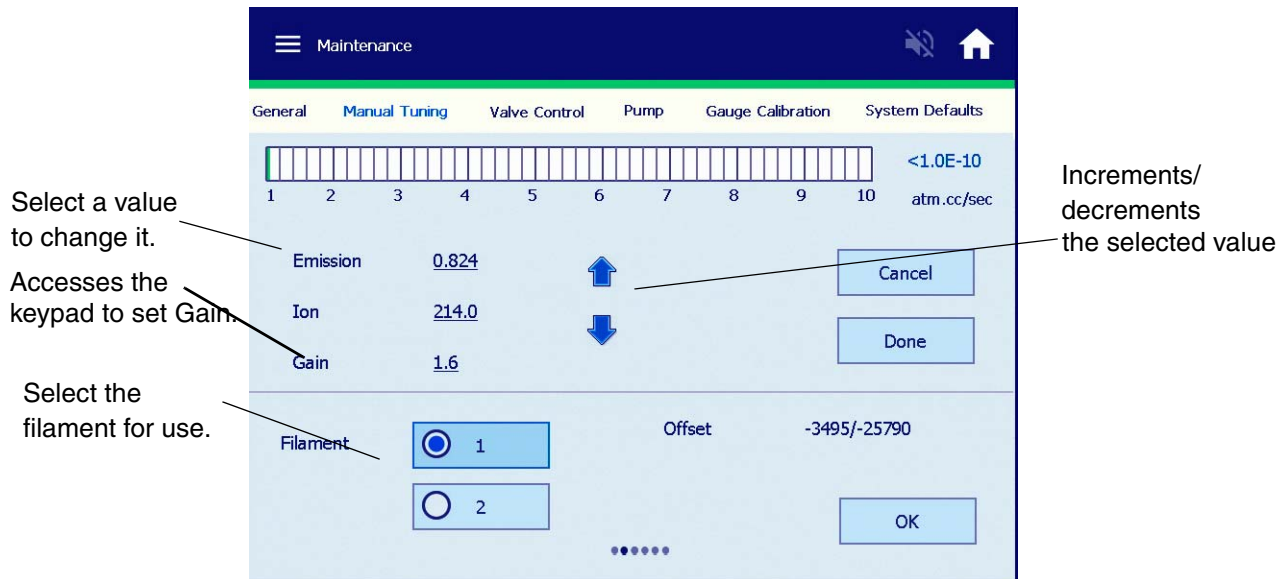 Maintenance
General Manual Tuning Valve Control Pump Gauge Calibration System Defaults
<1.0E-10
1 2 3 4 5 6 7 8 9 10 atm.cc/sec
Select a value
to change it.
Accesses the
keypad to set Gain.
Select the
filament for use.
Emission 0.824
Ion 214.0
Gain 1.6
Cancel
Done
Increments/
decrements
the selected value
Filament 1
2
Offset -3495/-25790
OK